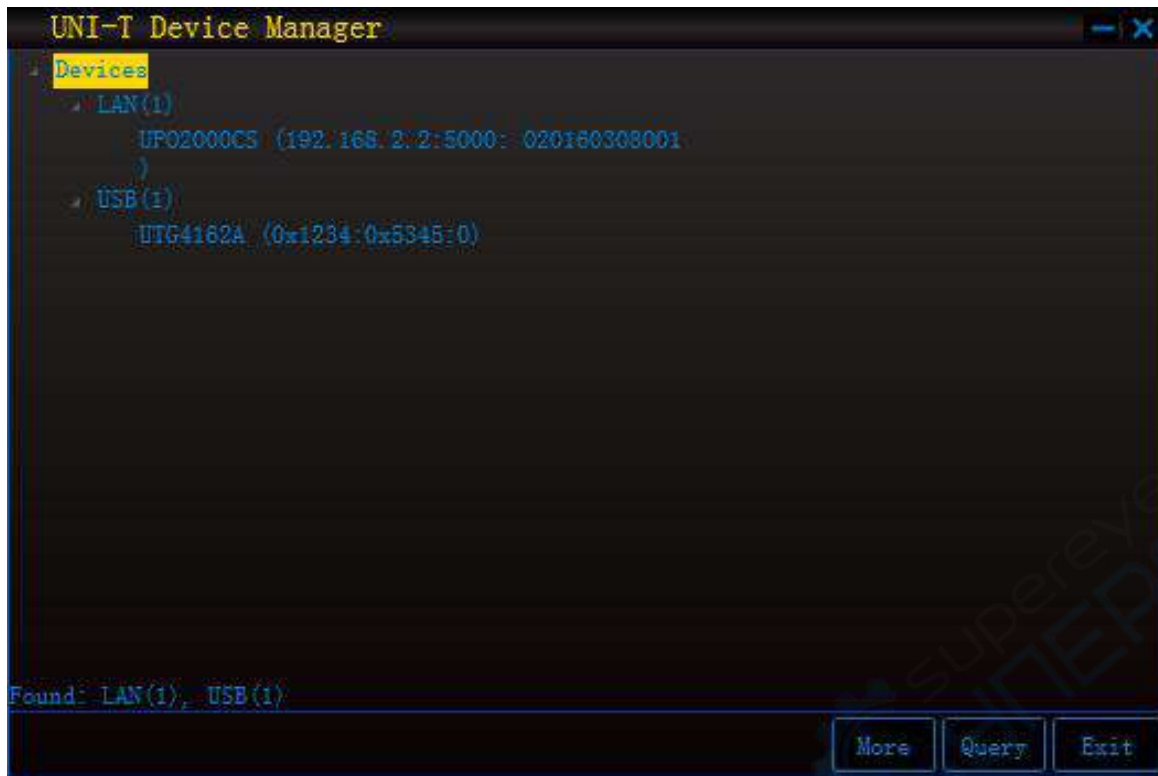 UNI-T Device Manager
Devices
LAN(1)
UPO2000CS (192.168.2.2:5000: 020160308001
)
USB(1)
UTG4162A (0x1234:0x5345:0)
Found: LAN(1), USB(1)
More
Query
Exit